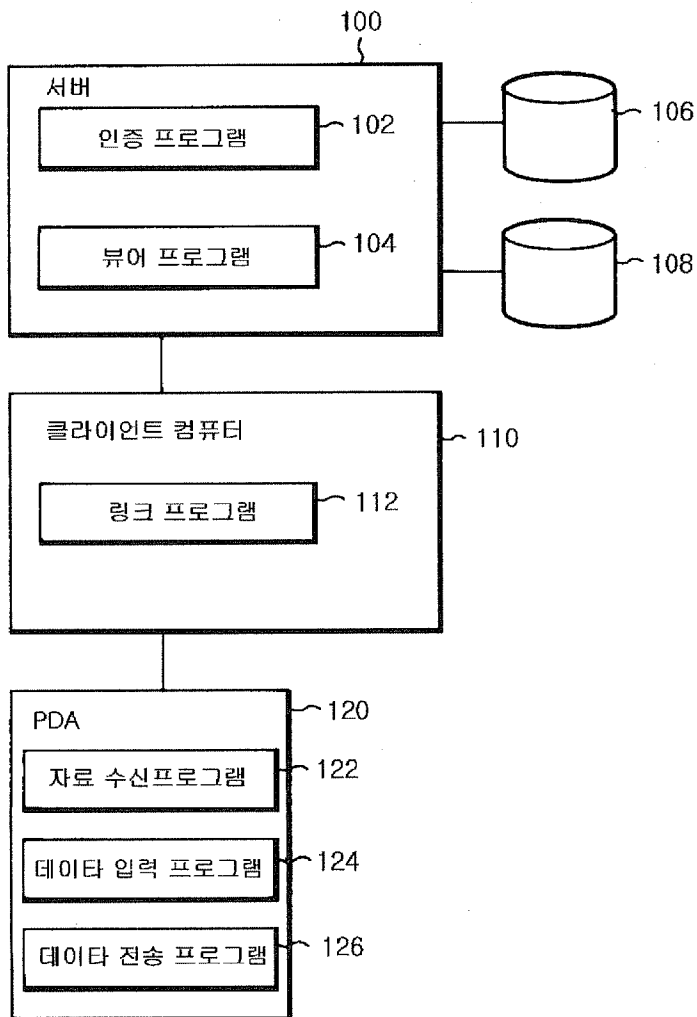 100
서버
인증 프로그램
102
106
뷰어 프로그램
104
108
클라이언트 컴퓨터
110
링크 프로그램
112
PDA
120
자료 수신프로그램
122
데이타 입력 프로그램
124
데이타 전송 프로그램
126